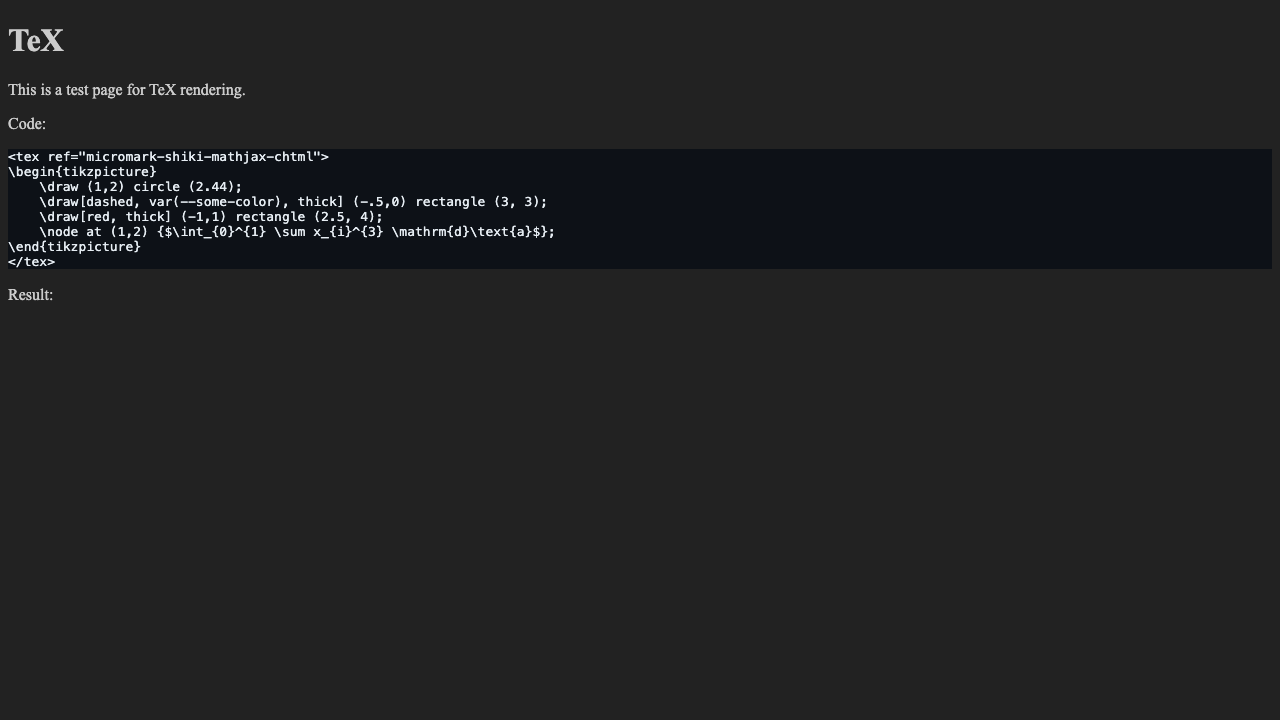 TeX
This is a test page for TeX rendering.
Code:
<tex ref="micromark-shiki-mathjax-chtml">
\begin{tikzpicture}
    \draw (1,2) circle (2.44);
    \draw[dashed, var(--some-color), thick] (-.5,0) rectangle (3, 3);
    \draw[red, thick] (-1,1) rectangle (2.5, 4);
    \node at (1,2) {$\int_{0}^{1} \sum x_{i}^{3} \mathrm{d}\text{a}$};
\end{tikzpicture}
</tex>
Result: